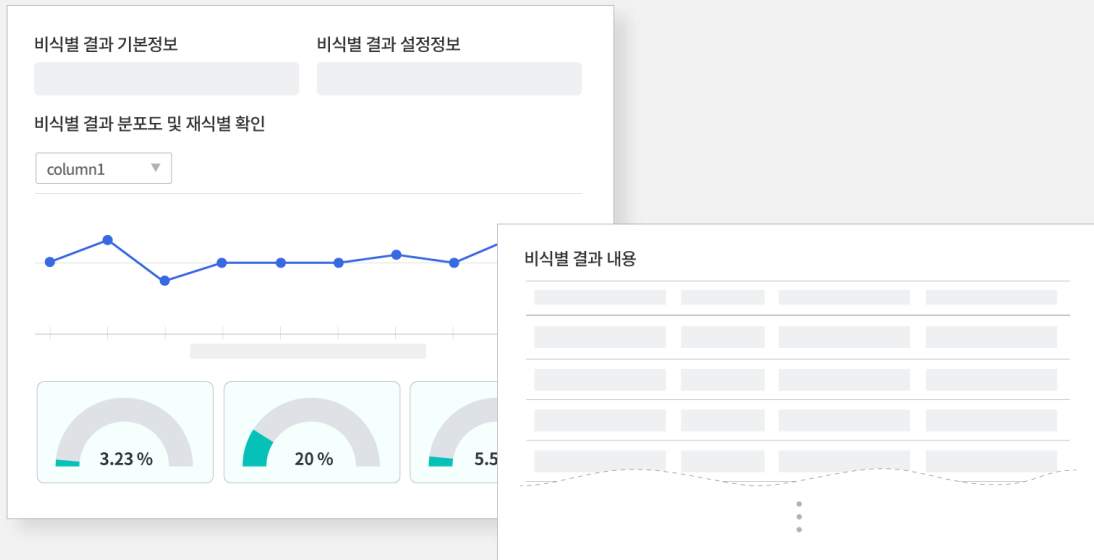 비식별 결과 기본정보
비식별 결과 설정정보
비식별 결과 분포도 및 재식별 확인
column1
3.23 %
20 %
5.5
비식별 결과 내용